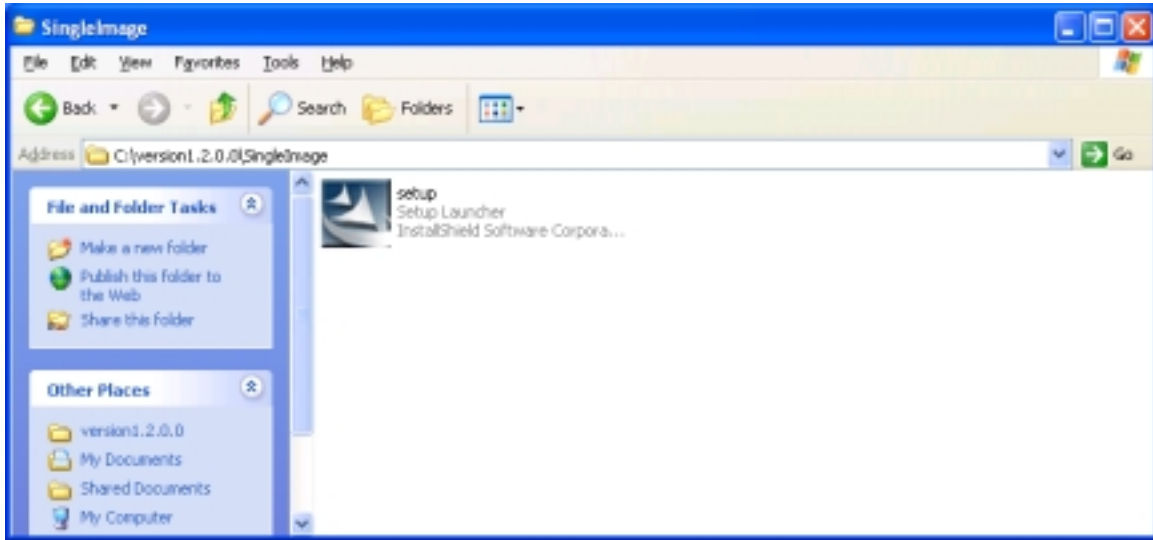 SingleImage
File Edit View Favorites Tools Help
Back Search Folders
Address C:\version1.2.0.0\SingleImage Go
File and Folder Tasks
Make a new folder
Publish this folder to
the Web
Share this folder
Other Places
version1.2.0.0
My Documents
Shared Documents
My Computer
setup
Setup Launcher
InstallShield Software Corpora...